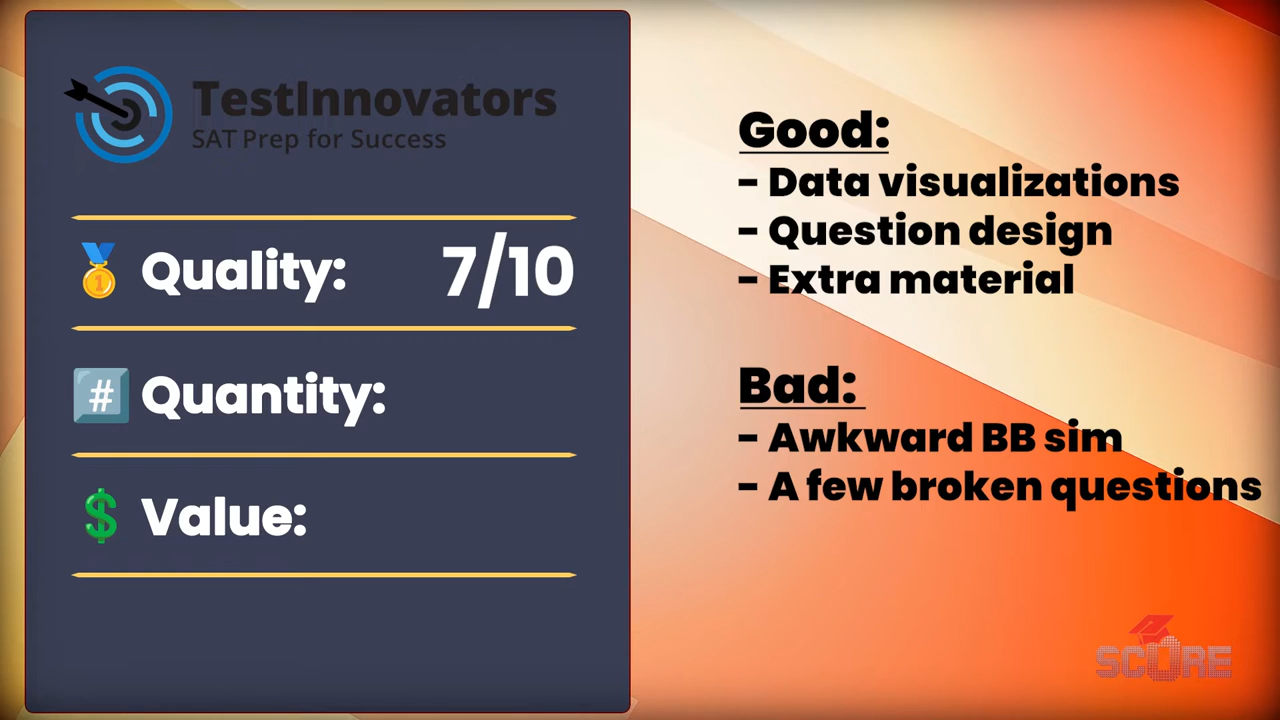 TestInnovators
SAT Prep for Success
Quality: 7/10
Quantity:
Value:
Good:
- Data visualizations
- Question design
- Extra material
Bad:
- Awkward BB sim
- A few broken questions
SCORE